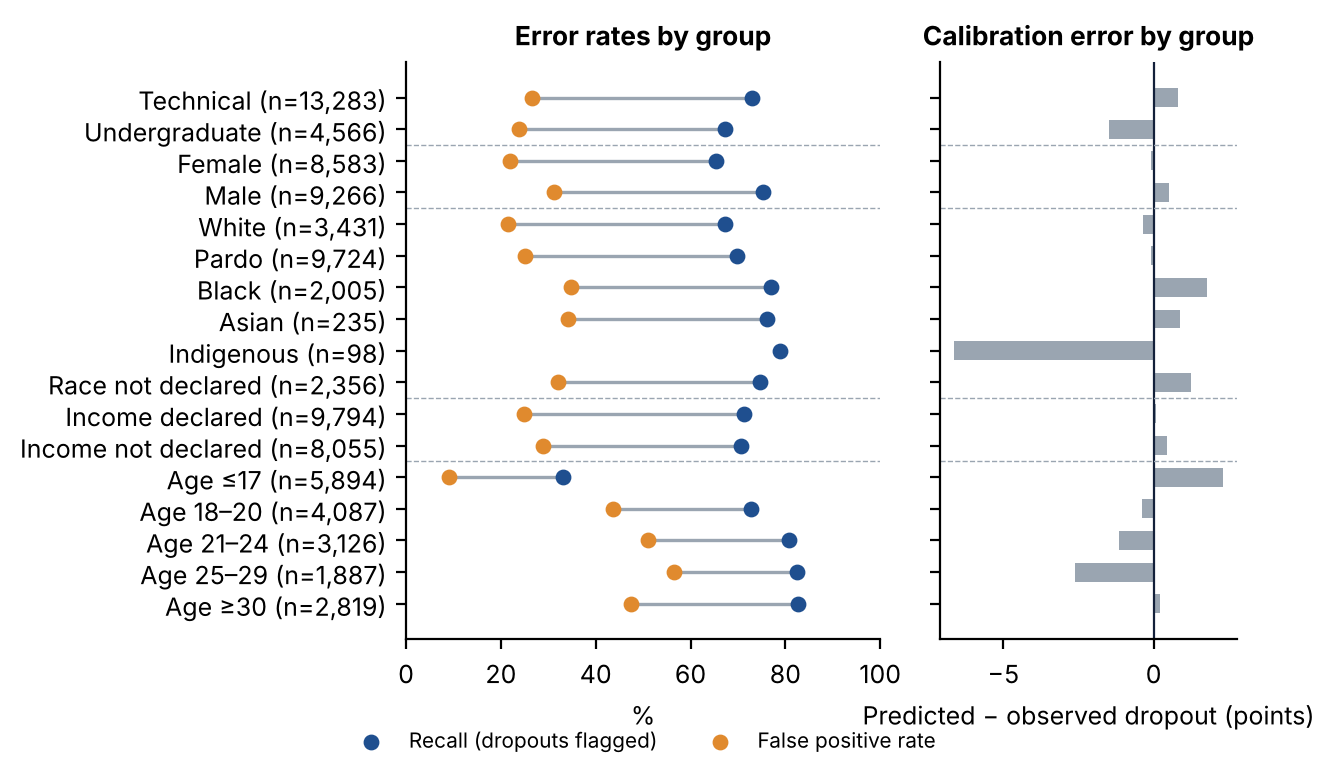 Error rates by group
Calibration error by group
Technical (n=13,283)
Undergraduate (n=4,566)
Female (n=8,583)
Male (n=9,266)
White (n=3,431)
Pardo (n=9,724)
Black (n=2,005)
Asian (n=235)
Indigenous (n=98)
Race not declared (n=2,356)
Income declared (n=9,794)
Income not declared (n=8,055)
Age ≤17 (n=5,894)
Age 18–20 (n=4,087)
Age 21–24 (n=3,126)
Age 25–29 (n=1,887)
Age ≥30 (n=2,819)
0 20 40 60 80 100
−5 0
%
Predicted − observed dropout (points)
Recall (dropouts flagged)
False positive rate